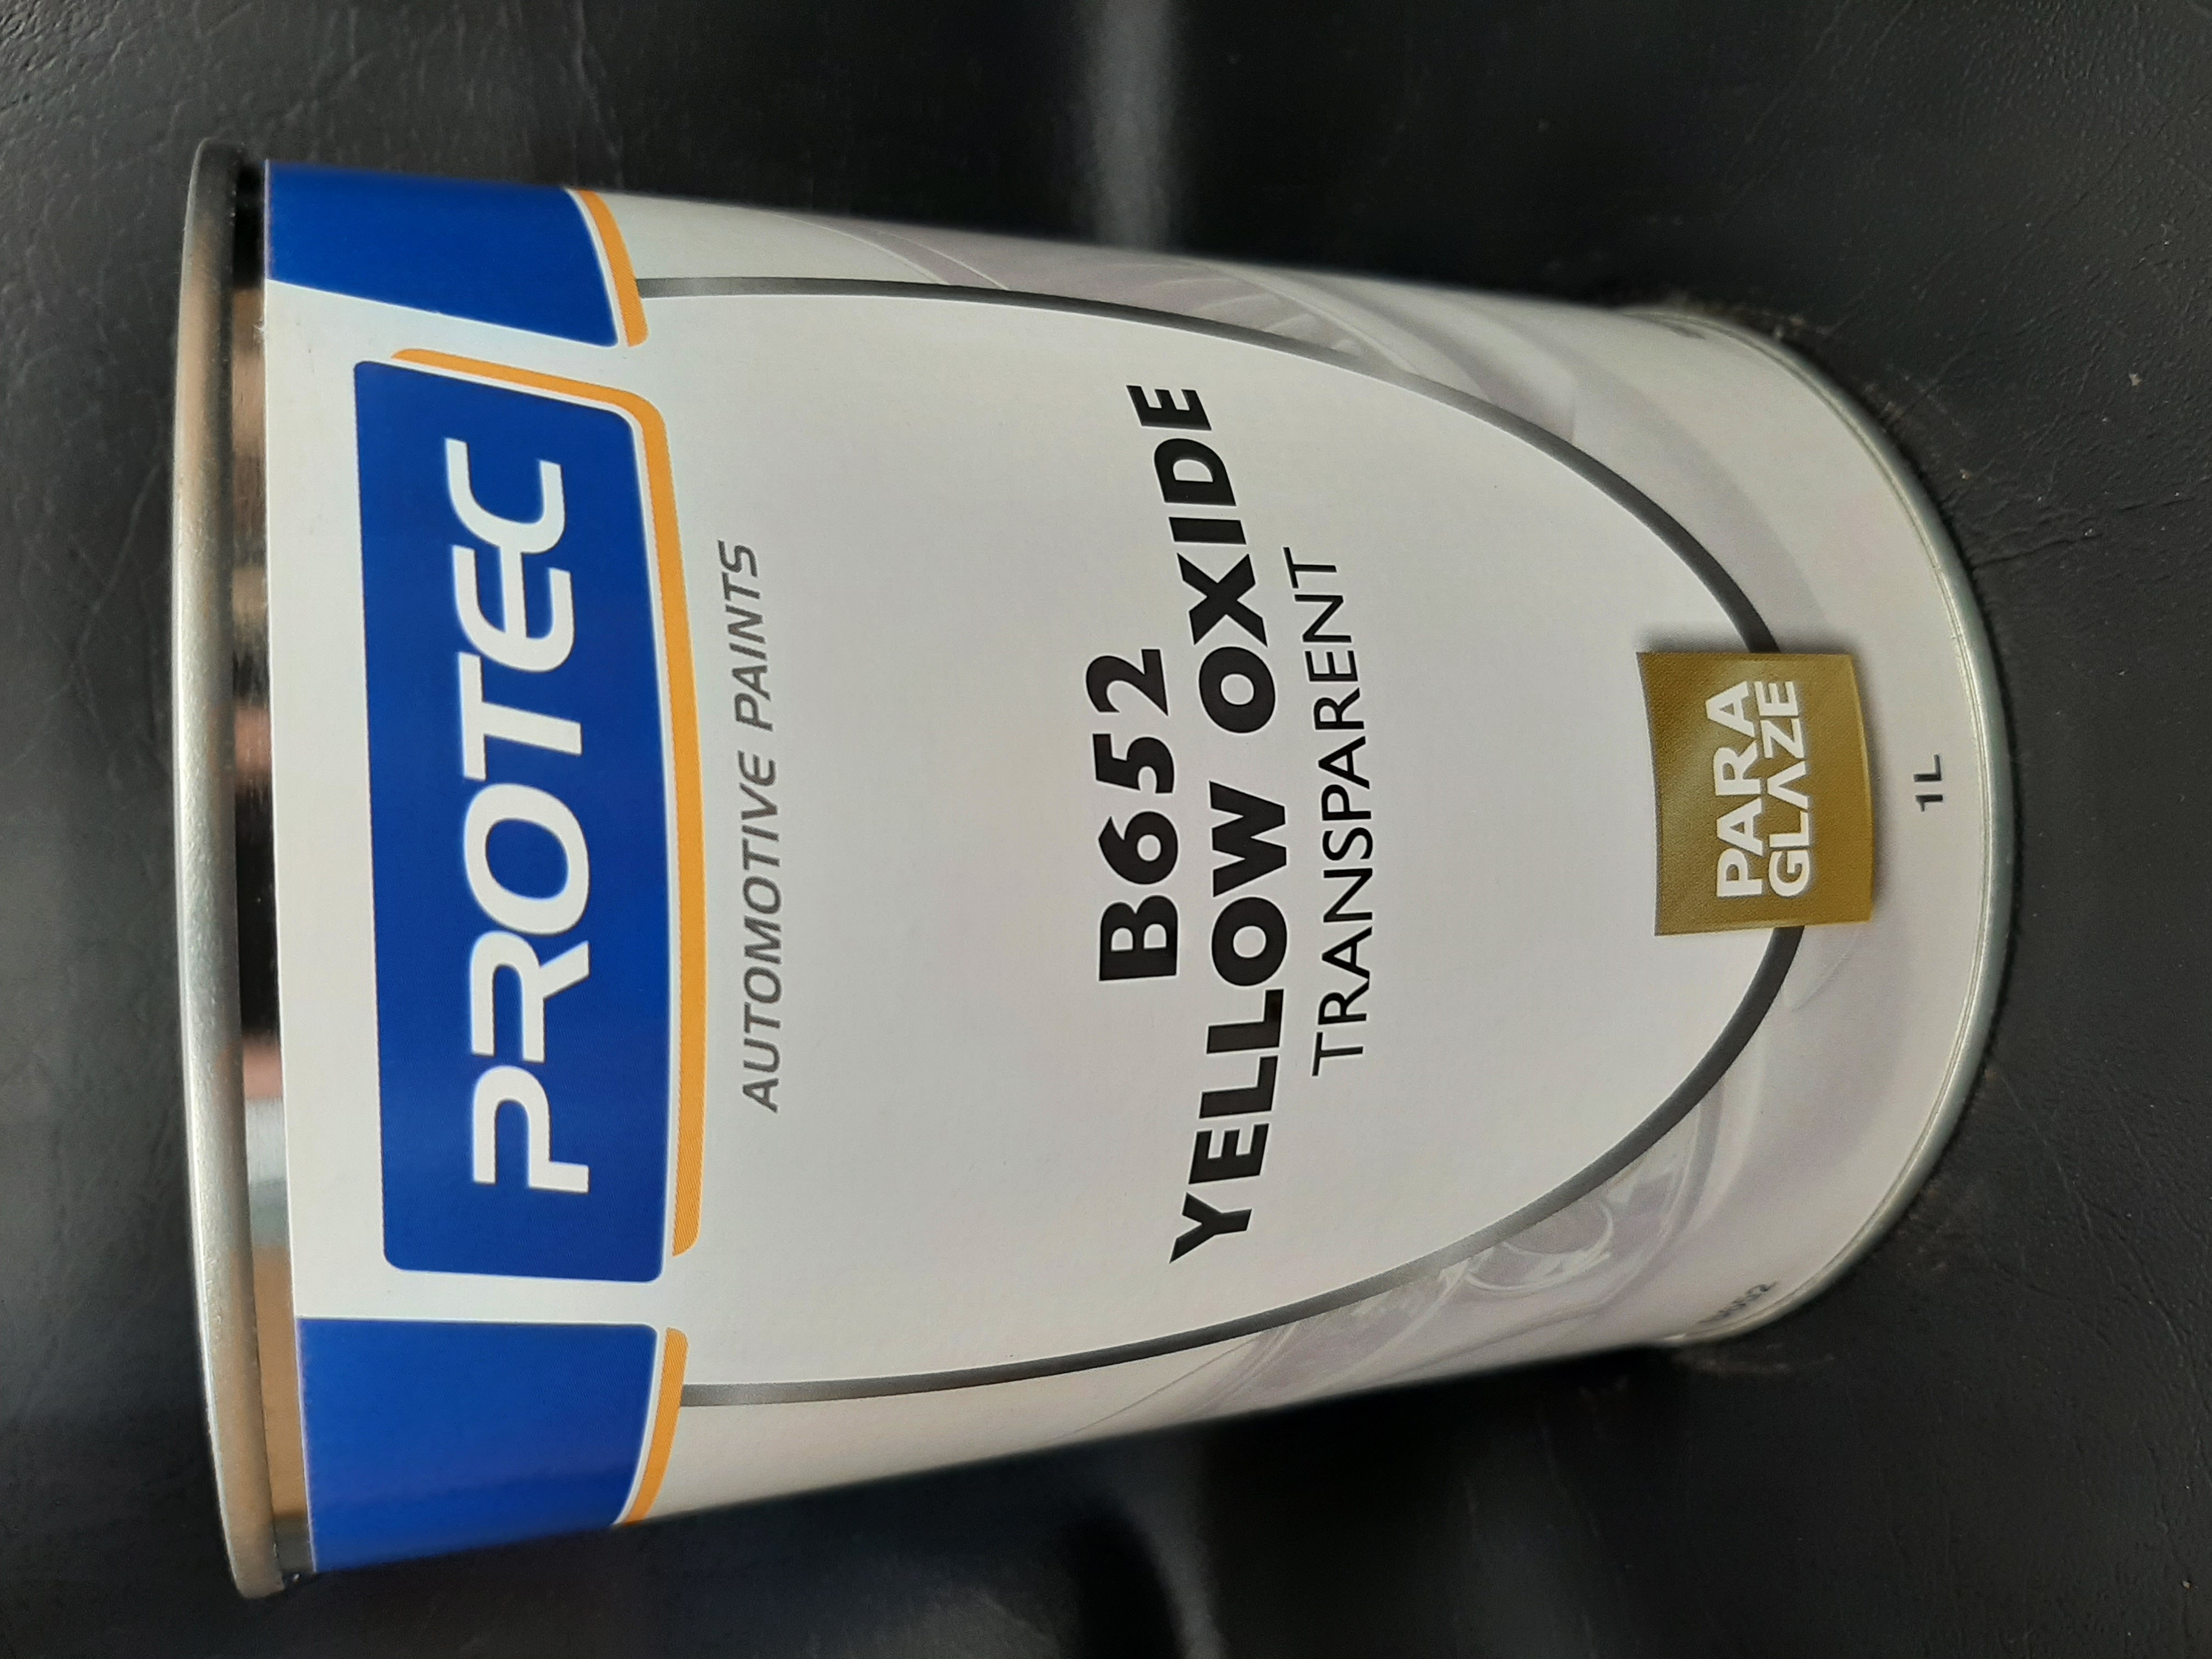 PROTEC
AUTOMOTIVE PAINTS
B652
YELLOW OXIDE
TRANSPARENT
PARA
GLAZE
1L